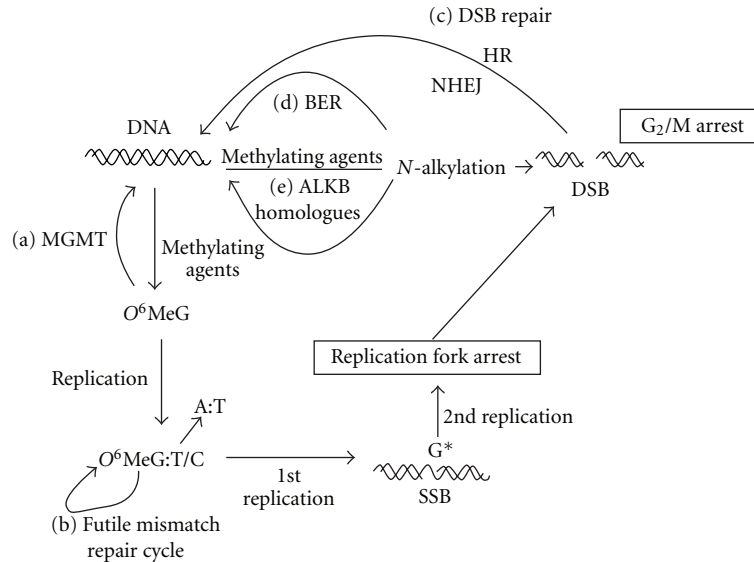 (c) DSB repair
HR
NHEJ
(d) BER
G₂/M arrest
DNA
Methylating agents
N-alkylation
DSB
(e) ALKB
homologues
(a) MGMT
Methylating
agents
O⁶MeG
Replication fork arrest
Replication
A:T
2nd replication
G*
O⁶MeG:T/C
1st
replication
SSB
(b) Futile mismatch
repair cycle